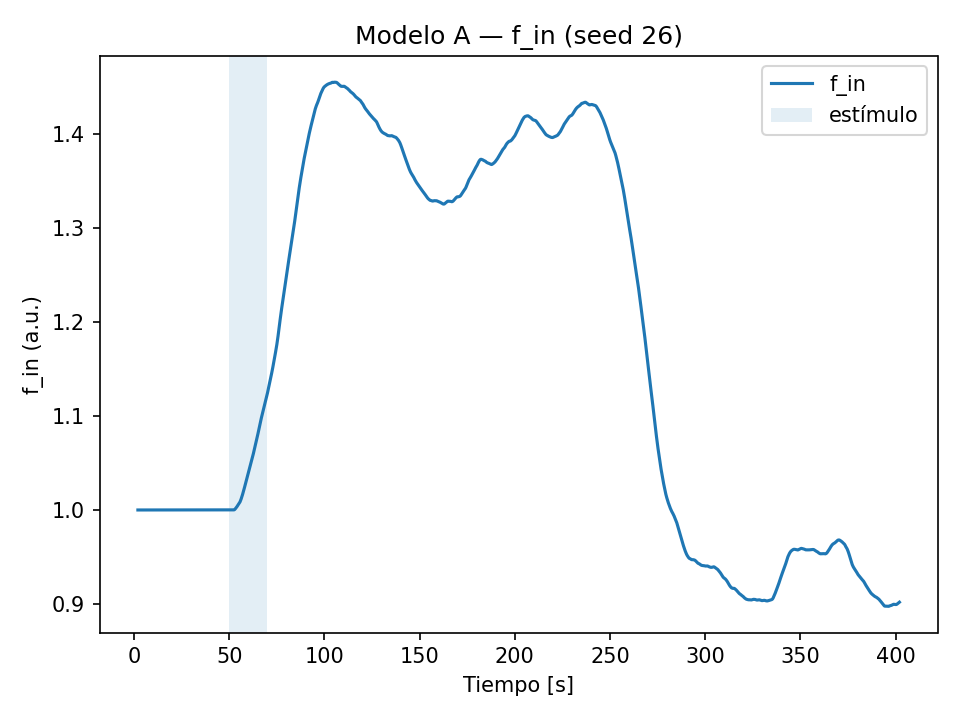 Modelo A — f_in (seed 26)
f_in
estímulo
f_in (a.u.)
1.4
1.3
1.2
1.1
1.0
0.9
0 50 100 150 200 250 300 350 400
Tiempo [s]